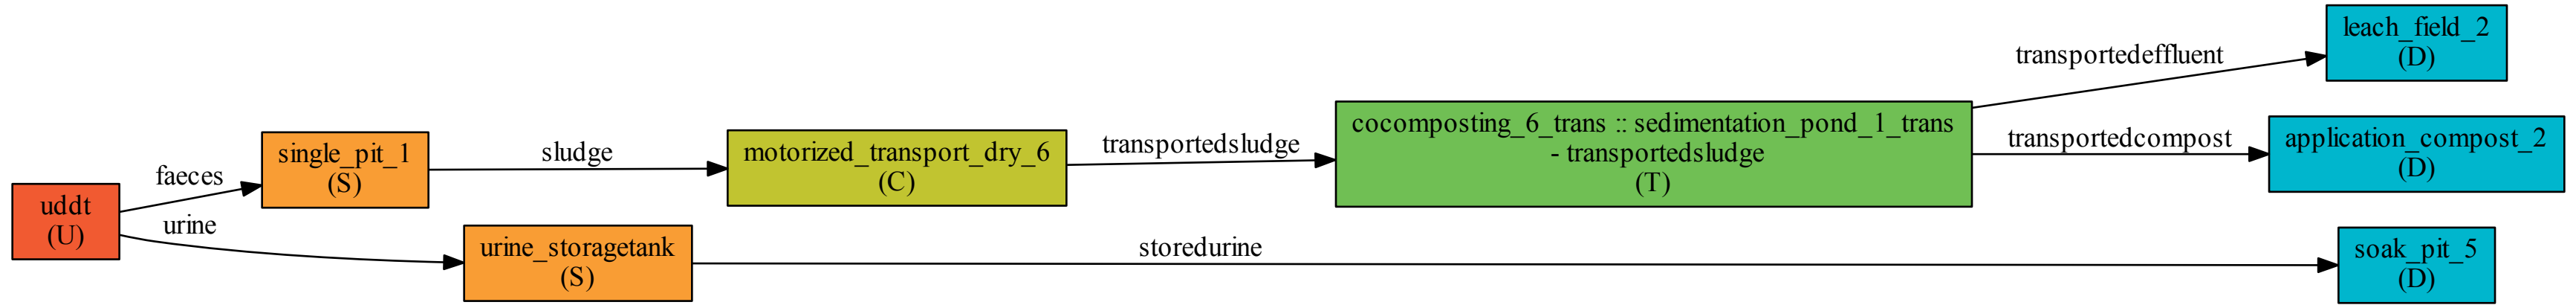 uddt
(U)
faeces
urine
single_pit_1
(S)
urine_storagetank
(S)
sludge
motorized_transport_dry_6
(C)
transportedsludge
storedurine
cocomposting_6_trans :: sedimentation_pond_1_trans
- transportedsludge
(T)
transportedeffluent
transportedcompost
leach_field_2
(D)
application_compost_2
(D)
soak_pit_5
(D)